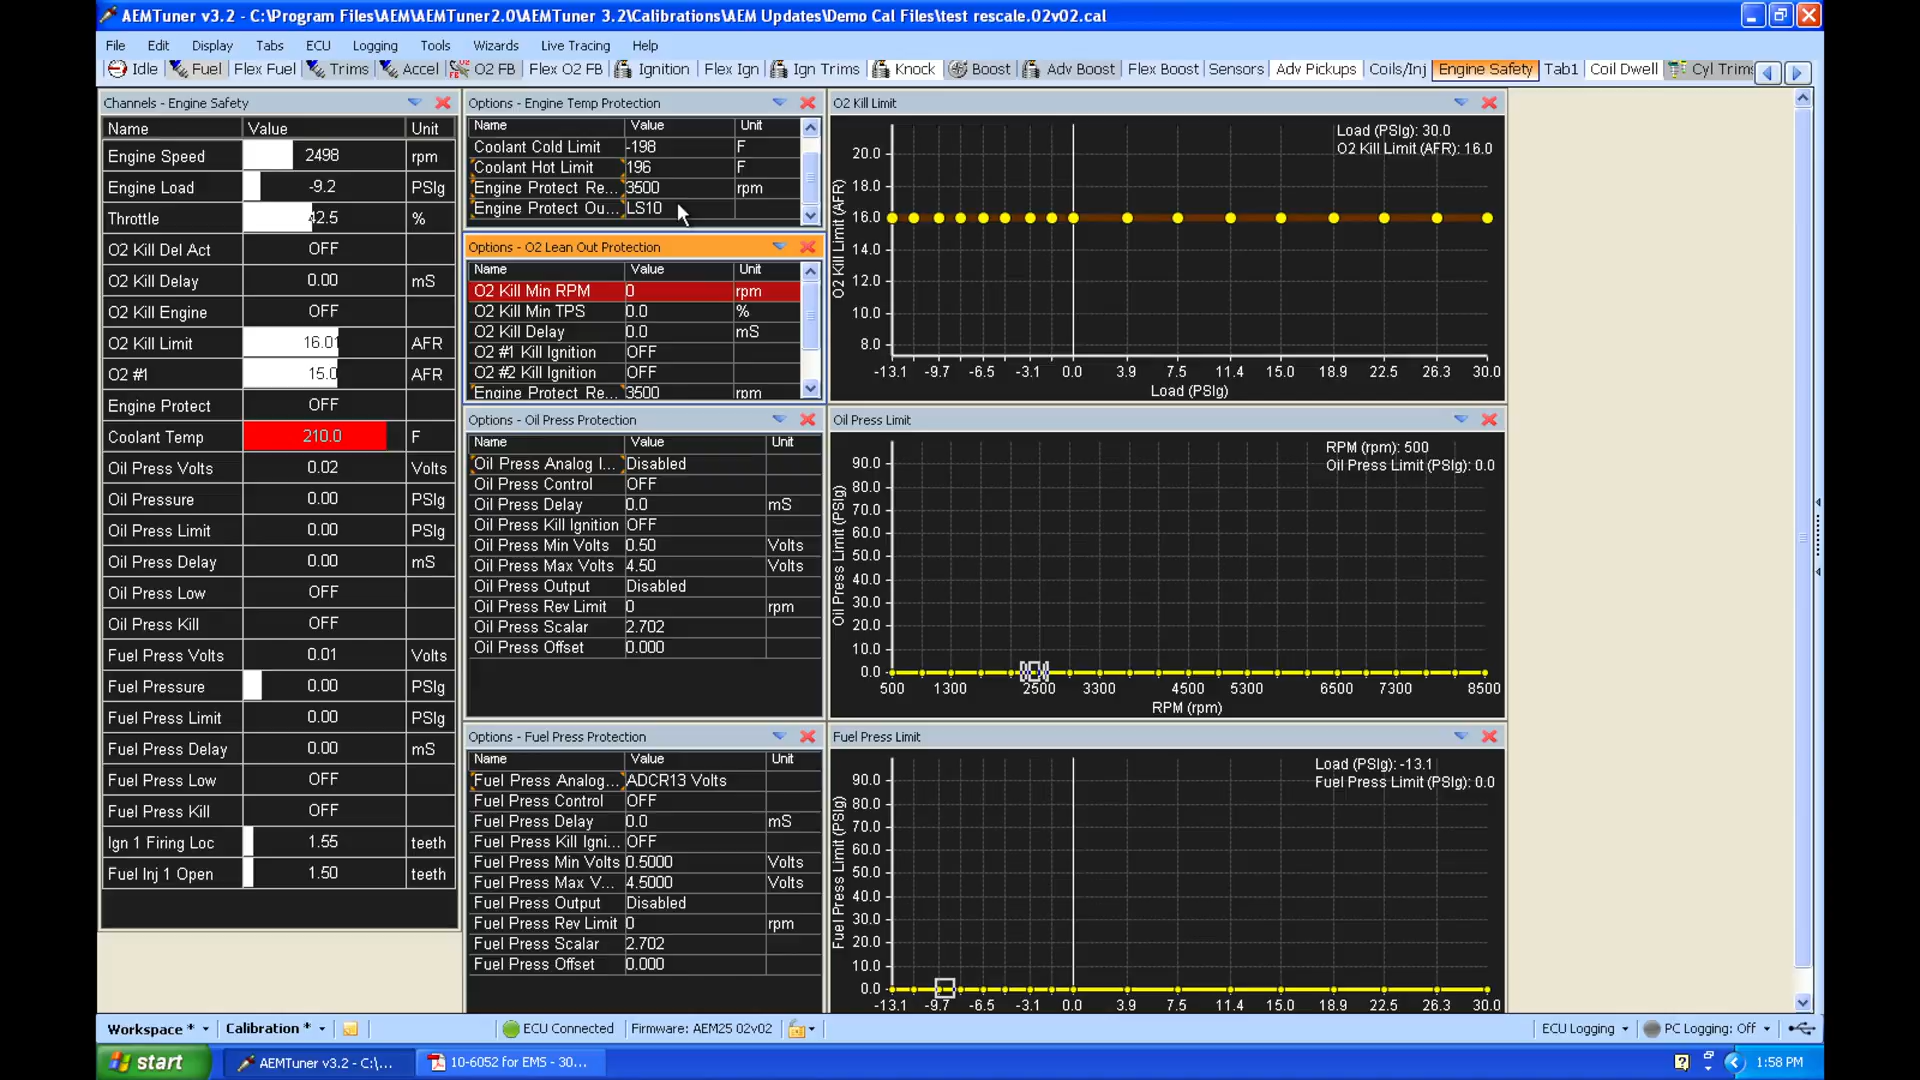 AEMTuner v3.2 - C:\Program Files\AEM\AEMTuner2.0\AEMTuner 3.2\Calibrations\AEM Updates\Demo Cal Files\test rescale.02v02.cal
File Edit Display Tabs ECU Logging Tools Wizards Live Tracing Help
Idle Fuel Flex Fuel Trims Accel O2 FB Flex O2 FB Ignition Flex Ign Ign Trims Knock Boost Adv Boost Flex Boost Sensors Adv Pickups Coils/Inj Engine Safety Tab1 Coil Dwell Cyl Trims
Channels - Engine Safety
Name Value Unit
Engine Speed 2498 rpm
Engine Load -9.2 PSIg
Throttle 42.5 %
O2 Kill Del Act OFF
O2 Kill Delay 0.00 mS
O2 Kill Engine OFF
O2 Kill Limit 16.01 AFR
O2 #1 15.0 AFR
Engine Protect OFF
Coolant Temp 210.0 F
Oil Press Volts 0.02 Volts
Oil Pressure 0.00 PSIg
Oil Press Limit 0.00 PSIg
Oil Press Delay 0.00 mS
Oil Press Low OFF
Oil Press Kill OFF
Fuel Press Volts 0.01 Volts
Fuel Pressure 0.00 PSIg
Fuel Press Limit 0.00 PSIg
Fuel Press Delay 0.00 mS
Fuel Press Low OFF
Fuel Press Kill OFF
Ign 1 Firing Loc 1.55 teeth
Fuel Inj 1 Open 1.50 teeth
Options - Engine Temp Protection
Name Value Unit
Coolant Cold Limit -198 F
Coolant Hot Limit 196 F
Engine Protect Re... 3500 rpm
Engine Protect Ou... LS10
Options - O2 Lean Out Protection
Name Value Unit
O2 Kill Min RPM 0 rpm
O2 Kill Min TPS 0.0 %
O2 Kill Delay 0.0 mS
O2 #1 Kill Ignition OFF
O2 #2 Kill Ignition OFF
Engine Protect Re... 3500 rpm
Options - Oil Press Protection
Name Value Unit
Oil Press Analog I... Disabled
Oil Press Control OFF
Oil Press Delay 0.0 mS
Oil Press Kill Ignition OFF
Oil Press Min Volts 0.50 Volts
Oil Press Max Volts 4.50 Volts
Oil Press Output Disabled
Oil Press Rev Limit 0 rpm
Oil Press Scalar 2.702
Oil Press Offset 0.000
Options - Fuel Press Protection
Name Value Unit
Fuel Press Analog... ADCR13 Volts
Fuel Press Control OFF
Fuel Press Delay 0.0 mS
Fuel Press Kill Igni... OFF
Fuel Press Min Volts 0.5000 Volts
Fuel Press Max V... 4.5000 Volts
Fuel Press Output Disabled
Fuel Press Rev Limit 0 rpm
Fuel Press Scalar 2.702
Fuel Press Offset 0.000
O2 Kill Limit
Load (PSIg): 30.0
O2 Kill Limit (AFR): 16.0
O2 Kill Limit (AFR)
20.0
18.0
16.0
14.0
12.0
10.0
8.0
-13.1 -9.7 -6.5 -3.1 0.0 3.9 7.5 11.4 15.0 18.9 22.5 26.3 30.0
Load (PSIg)
Oil Press Limit
RPM (rpm): 500
Oil Press Limit (PSIg): 0.0
Oil Press Limit (PSIg)
90.0
80.0
70.0
60.0
50.0
40.0
30.0
20.0
10.0
0.0
500 1300 2500 3300 4500 5300 6500 7300 8500
RPM (rpm)
Fuel Press Limit
Load (PSIg): -13.1
Fuel Press Limit (PSIg): 0.0
Fuel Press Limit (PSIg)
90.0
80.0
70.0
60.0
50.0
40.0
30.0
20.0
10.0
0.0
-13.1 -9.7 -6.5 -3.1 0.0 3.9 7.5 11.4 15.0 18.9 22.5 26.3 30.0
Workspace * Calibration * ECU Connected Firmware: AEM25 02v02 ECU Logging PC Logging: Off
start AEMTuner v3.2 - C:\... 10-6052 for EMS - 30... 1:58 PM